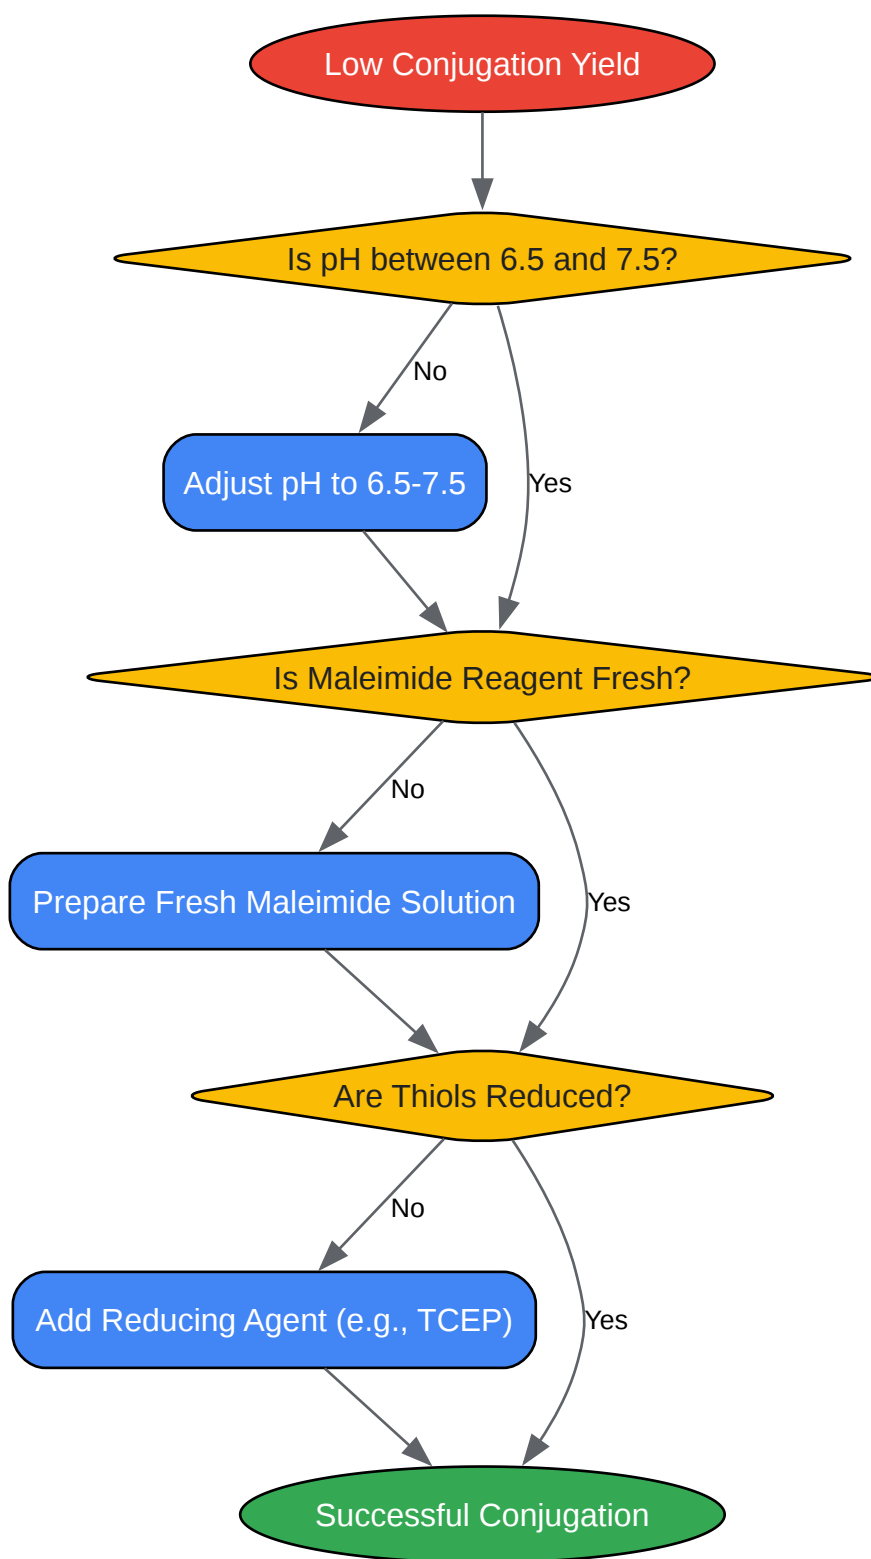 Low Conjugation Yield
Is pH between 6.5 and 7.5?
No
Adjust pH to 6.5-7.5
Yes
Is Maleimide Reagent Fresh?
No
Prepare Fresh Maleimide Solution
Yes
Are Thiols Reduced?
No
Add Reducing Agent (e.g., TCEP)
Yes
Successful Conjugation